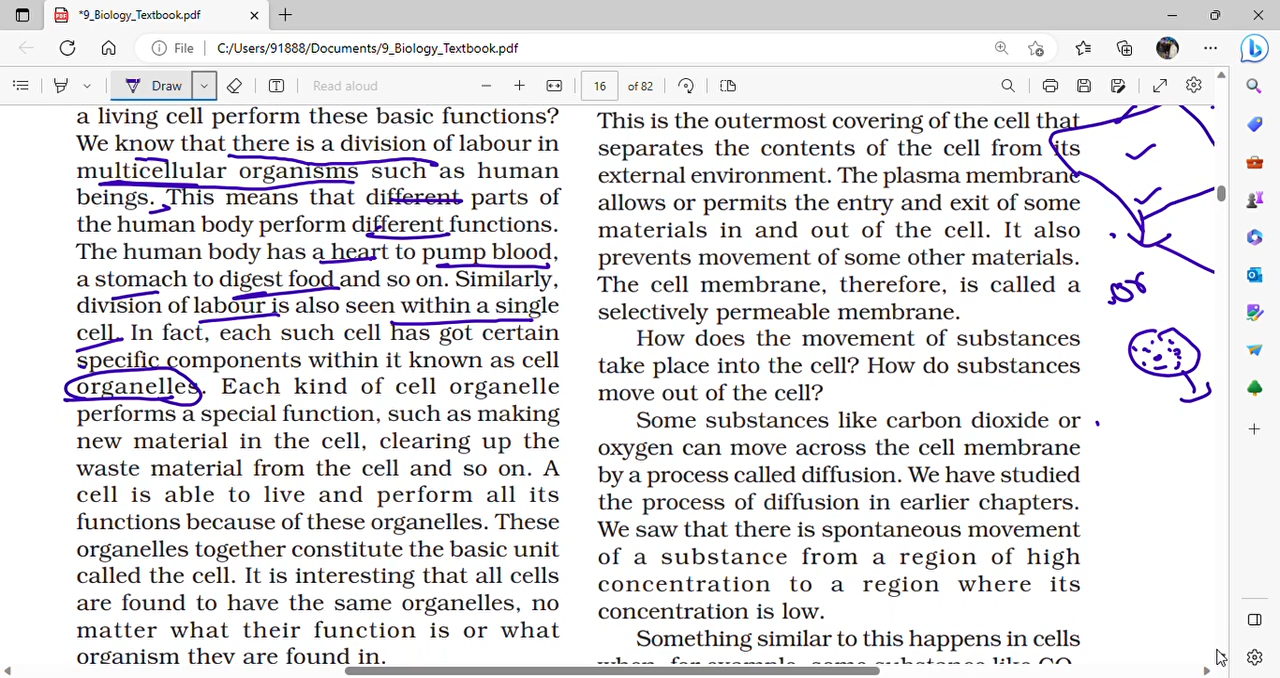 *9_Biology_Textbook.pdf
File C:/Users/91888/Documents/9_Biology_Textbook.pdf
Draw Read aloud 16 of 82
a living cell perform these basic functions?
We know that there is a division of labour in
multicellular organisms such as human
beings. This means that different parts of
the human body perform different functions.
The human body has a heart to pump blood,
a stomach to digest food and so on. Similarly,
division of labour is also seen within a single
cell. In fact, each such cell has got certain
specific components within it known as cell
organelles. Each kind of cell organelle
performs a special function, such as making
new material in the cell, clearing up the
waste material from the cell and so on. A
cell is able to live and perform all its
functions because of these organelles. These
organelles together constitute the basic unit
called the cell. It is interesting that all cells
are found to have the same organelles, no
matter what their function is or what
organism they are found in.
This is the outermost covering of the cell that
separates the contents of the cell from its
external environment. The plasma membrane
allows or permits the entry and exit of some
materials in and out of the cell. It also
prevents movement of some other materials.
The cell membrane, therefore, is called a
selectively permeable membrane.
How does the movement of substances
take place into the cell? How do substances
move out of the cell?
Some substances like carbon dioxide or
oxygen can move across the cell membrane
by a process called diffusion. We have studied
the process of diffusion in earlier chapters.
We saw that there is spontaneous movement
of a substance from a region of high
concentration to a region where its
concentration is low.
Something similar to this happens in cells
when, for example, some substance like CO